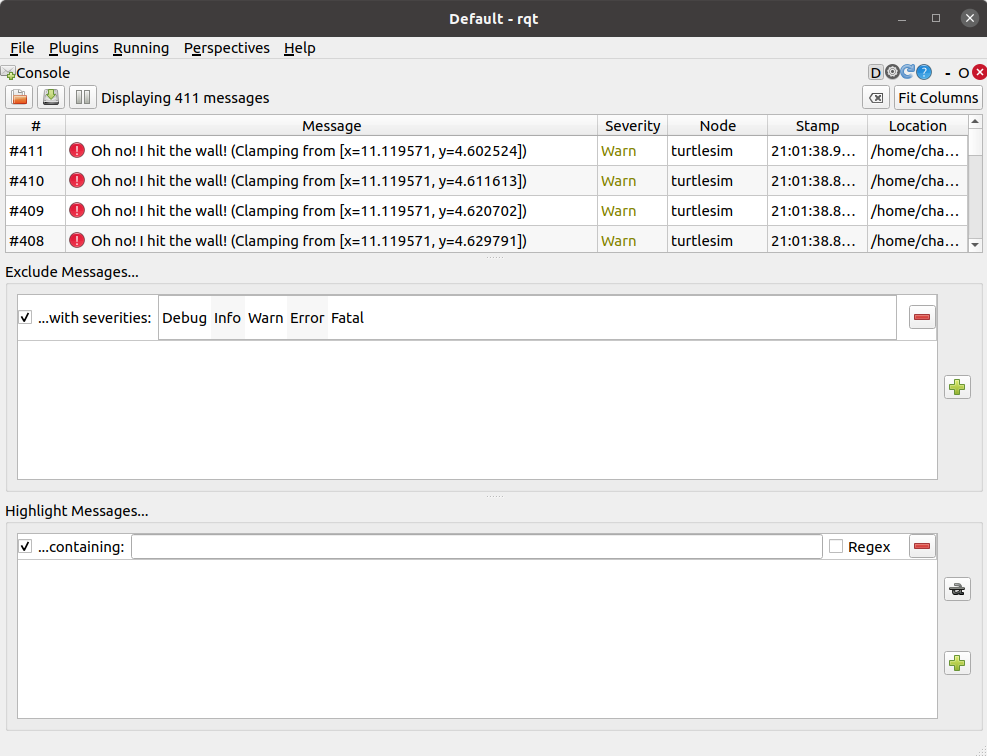 Default - rqt
File Plugins Running Perspectives Help
Console D ? - O
Displaying 411 messages Fit Columns
# Message Severity Node Stamp Location
#411 Oh no! I hit the wall! (Clamping from [x=11.119571, y=4.602524]) Warn turtlesim 21:01:38.9... /home/cha...
#410 Oh no! I hit the wall! (Clamping from [x=11.119571, y=4.611613]) Warn turtlesim 21:01:38.8... /home/cha...
#409 Oh no! I hit the wall! (Clamping from [x=11.119571, y=4.620702]) Warn turtlesim 21:01:38.8... /home/cha...
#408 Oh no! I hit the wall! (Clamping from [x=11.119571, y=4.629791]) Warn turtlesim 21:01:38.8... /home/cha...
Exclude Messages...
...with severities: Debug Info Warn Error Fatal
Highlight Messages...
...containing: Regex